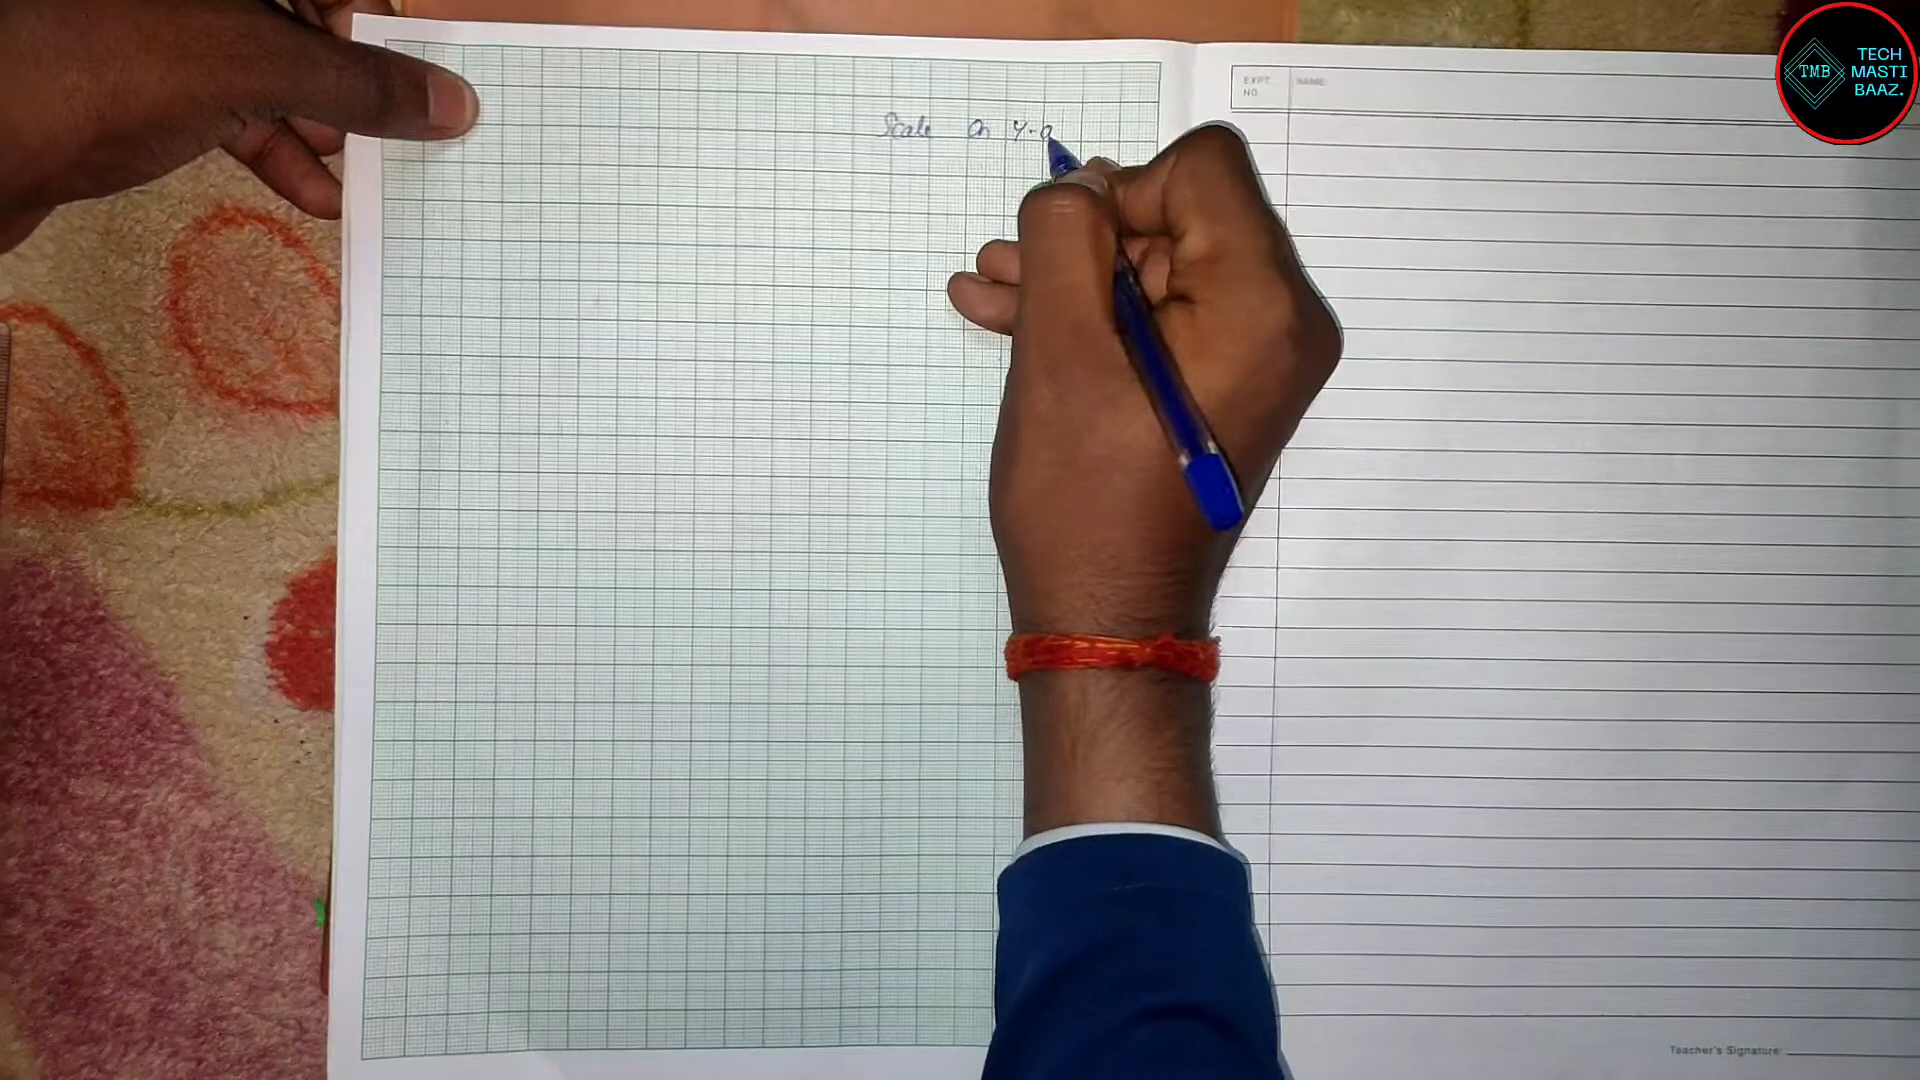 Scale on y-a
EXPT.
NO.
NAME:
TMB
TECH
MASTI
BAAZ.
Teacher's Signature: